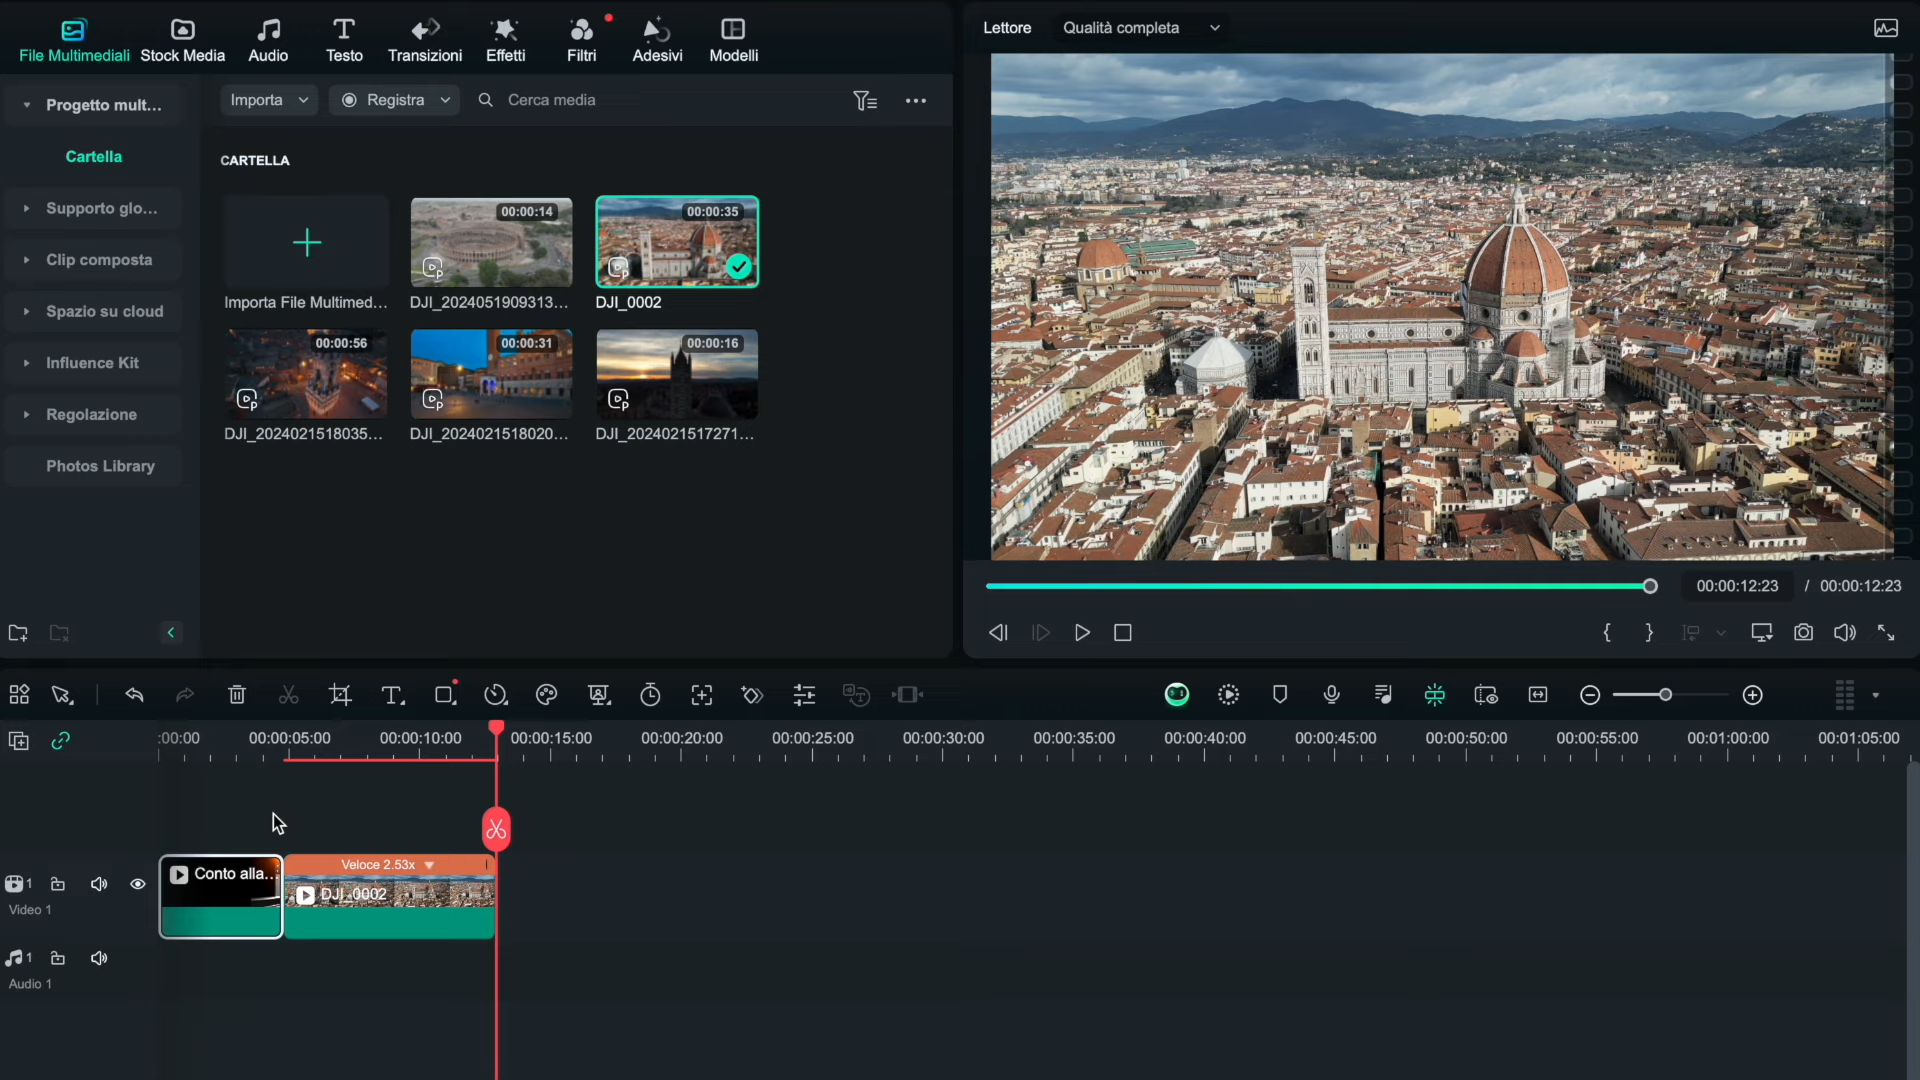 File Multimediali
Stock Media
Audio
Testo
Transizioni
Effetti
Filtri
Adesivi
Modelli
Lettore
Qualità completa
Progetto mult...
Importa
Registra
Cerca media
Cartella
CARTELLA
Supporto glo...
Clip composta
Spazio su cloud
Influence Kit
Regolazione
Photos Library
Importa File Multimed...
00:00:14
DJI_2024051909313...
00:00:35
DJI_0002
00:00:56
DJI_2024021518035...
00:00:31
DJI_2024021518020...
00:00:16
DJI_2024021517271...
00:00:12:23 / 00:00:12:23
:00:00 00:00:05:00 00:00:10:00 00:00:15:00 00:00:20:00 00:00:25:00 00:00:30:00 00:00:35:00 00:00:40:00 00:00:45:00 00:00:50:00 00:00:55:00 00:01:00:00 00:01:05:00
Conto alla...
Veloce 2.53x
DJI_0002
1
Video 1
1
Audio 1